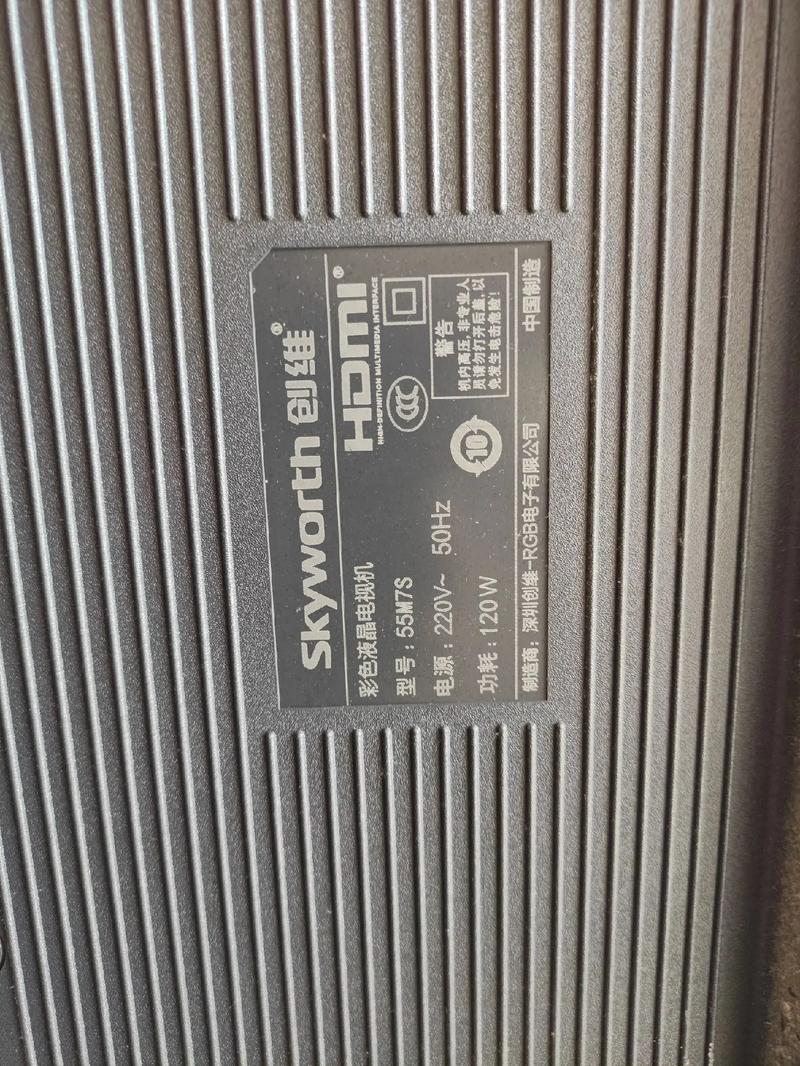 Skyworth 创维®
彩色液晶电视机
HDMI®
HIGH-DEFINITION MULTIMEDIA INTERFACE
型号:55M7S
电源:220V~ 50Hz
功耗:120W
CCC
10
警告
机内高压,非专业人
员请勿打开后盖,以
免发生电击危险!
制造商:深圳创维-RGB电子有限公司
中国制造